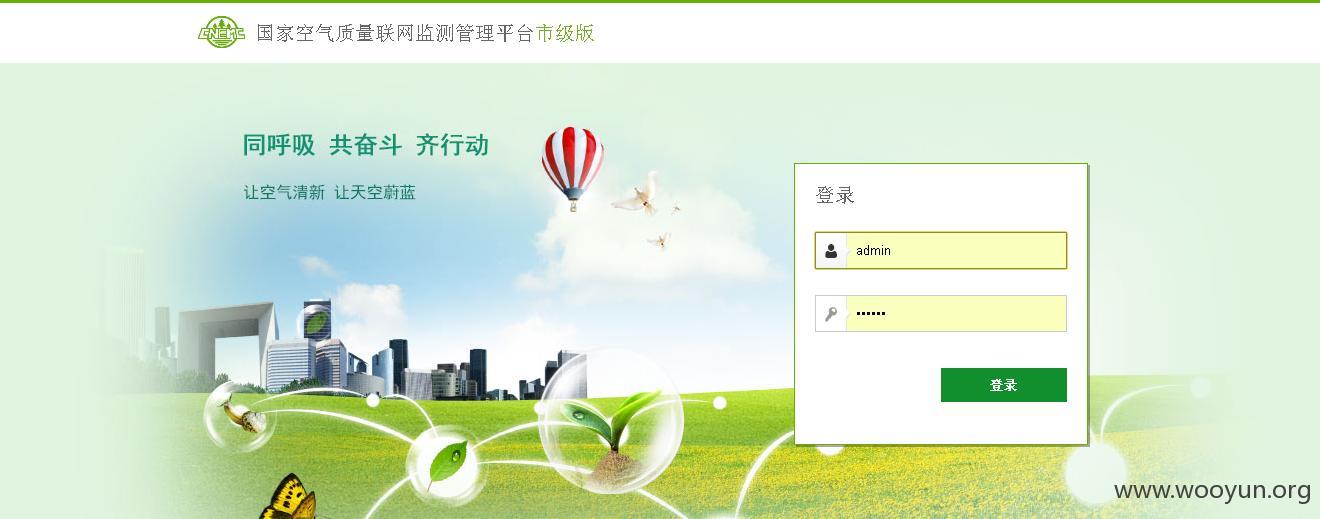 CNEMC 国家空气质量联网监测管理平台市级版
同呼吸 共奋斗 齐行动
让空气清新 让天空蔚蓝
登录
admin
••••••
登录
www.wooyun.org